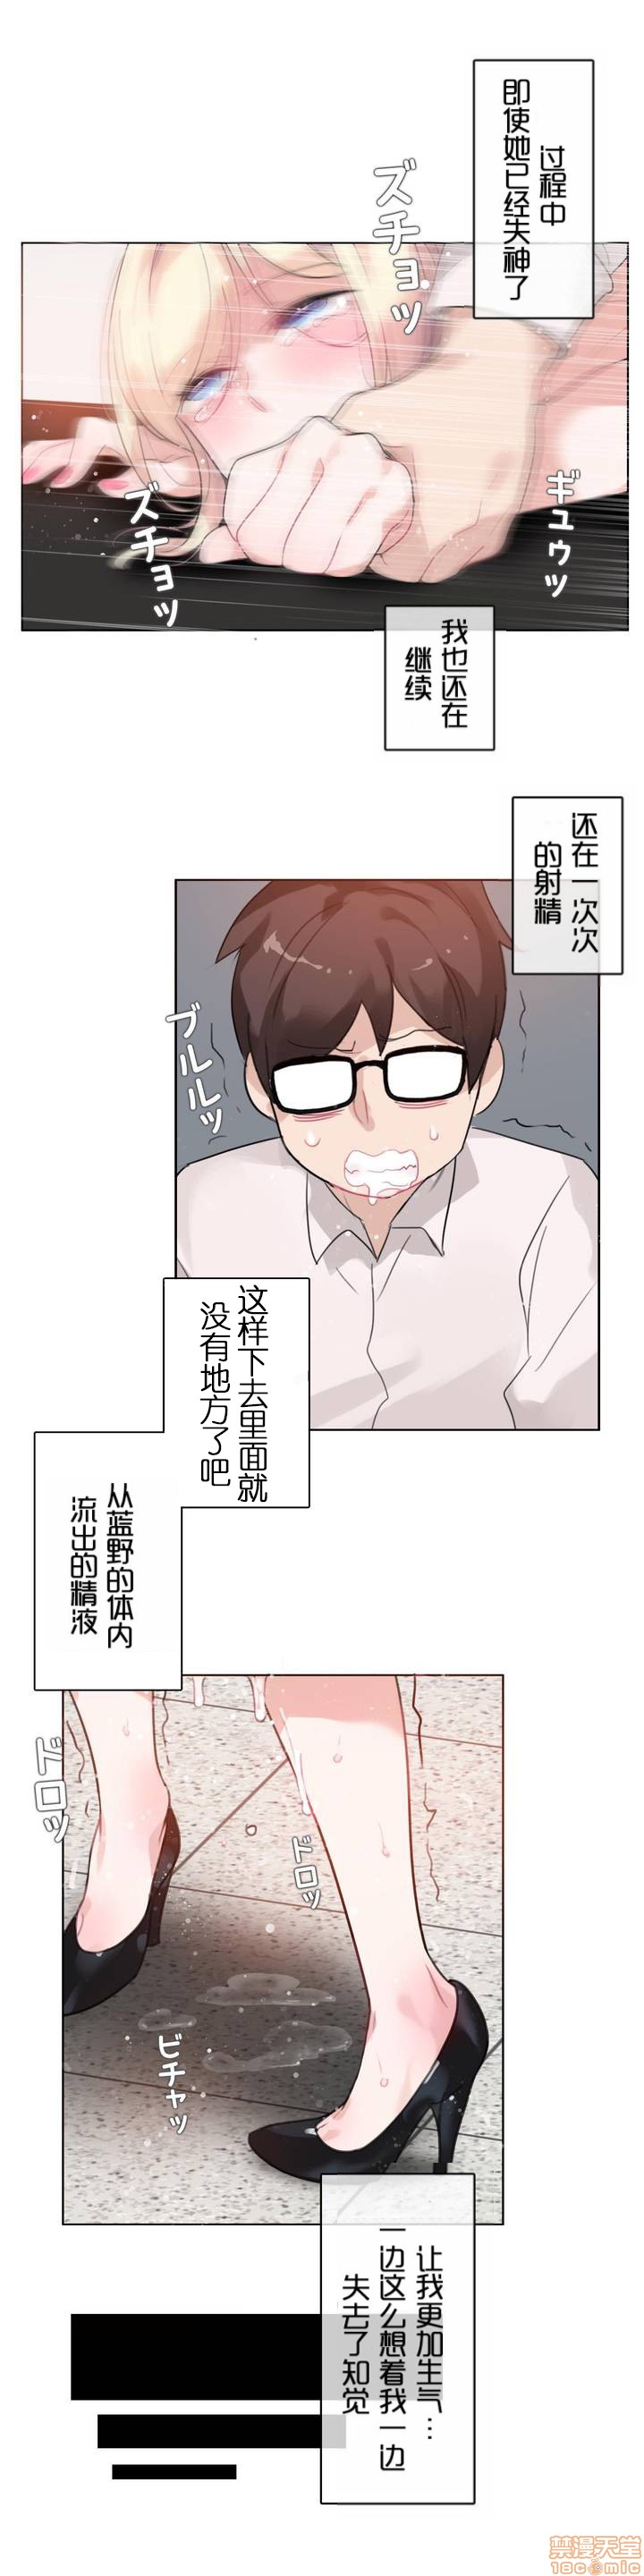 过程中
即使她已经失神了
ズチョッ
ズチョッ
ギュゥッ
我也还在
继续
还在一次次
的射精
ブルルッ
这样下去里面就
没有地方了吧
从蓝野的体内
流出的精液
ドロッ
ドロッ
ビチャッ
让我更加生气…
一边这么想着我一边
失去了知觉
禁漫天堂
18comic